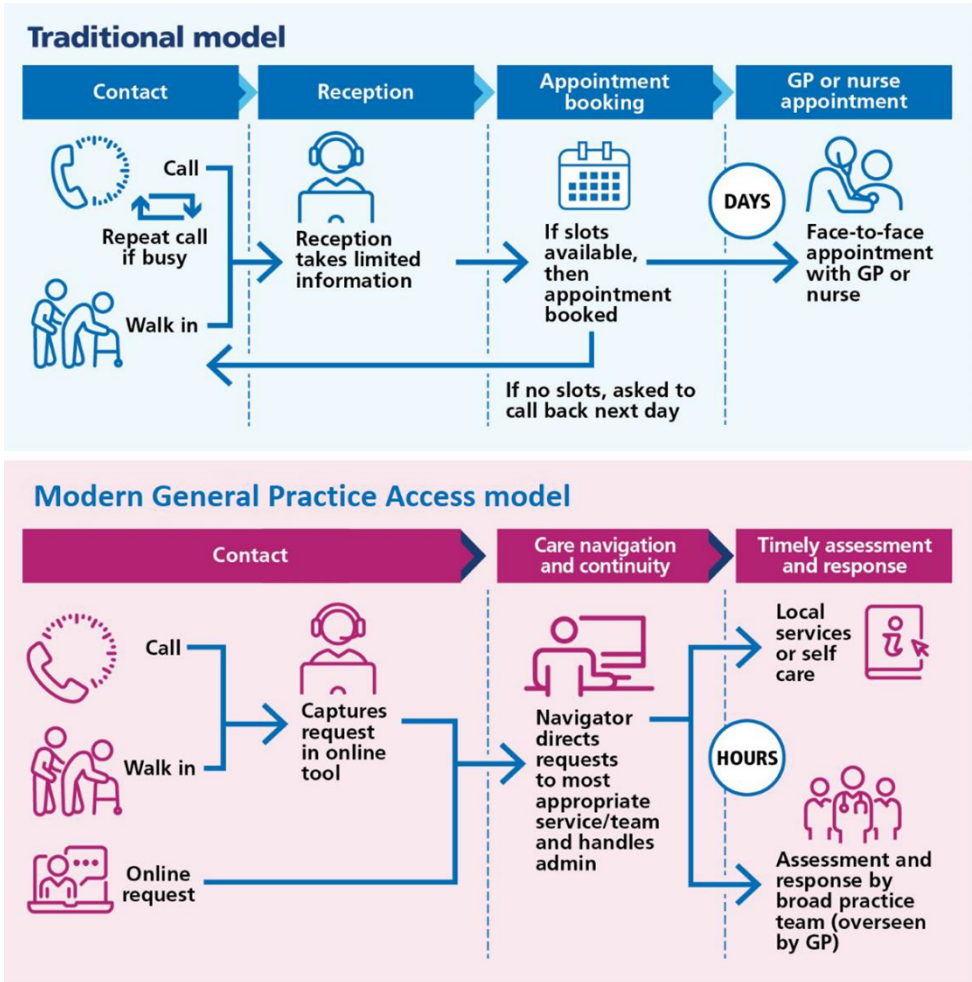 Traditional model
Contact
Reception
Appointment
booking
GP or nurse
appointment
Call
Repeat call
if busy
Walk in
Reception
takes limited
information
If slots
available,
then
appointment
booked
If no slots, asked to
call back next day
DAYS
Face-to-face
appointment
with GP or
nurse
Modern General Practice Access model
Contact
Care navigation
and continuity
Timely assessment
and response
Call
Walk in
Online
request
Captures
request
in online
tool
Navigator
directs
requests
to most
appropriate
service/team
and handles
admin
Local
services
or self
care
HOURS
Assessment and
response by
broad practice
team (overseen
by GP)